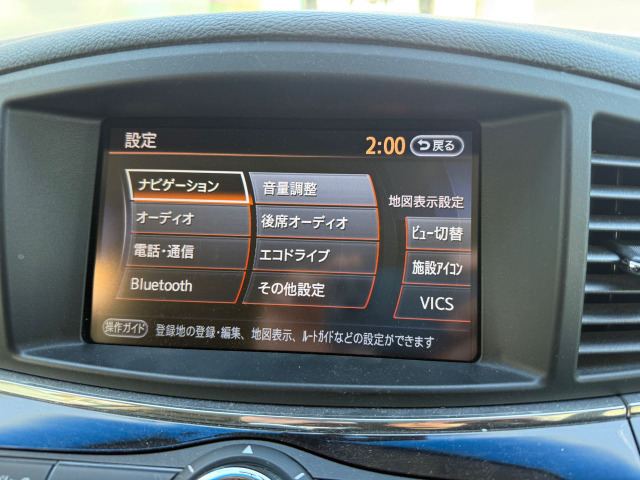 設定
2:00 戻る
ナビゲーション 音量調整
地図表示設定
オーディオ 後席オーディオ
ビュー切替
電話・通信 エコドライブ
施設アイコン
Bluetooth その他設定
VICS
操作ガイド 登録地の登録・編集、地図表示、ルートガイドなどの設定ができます